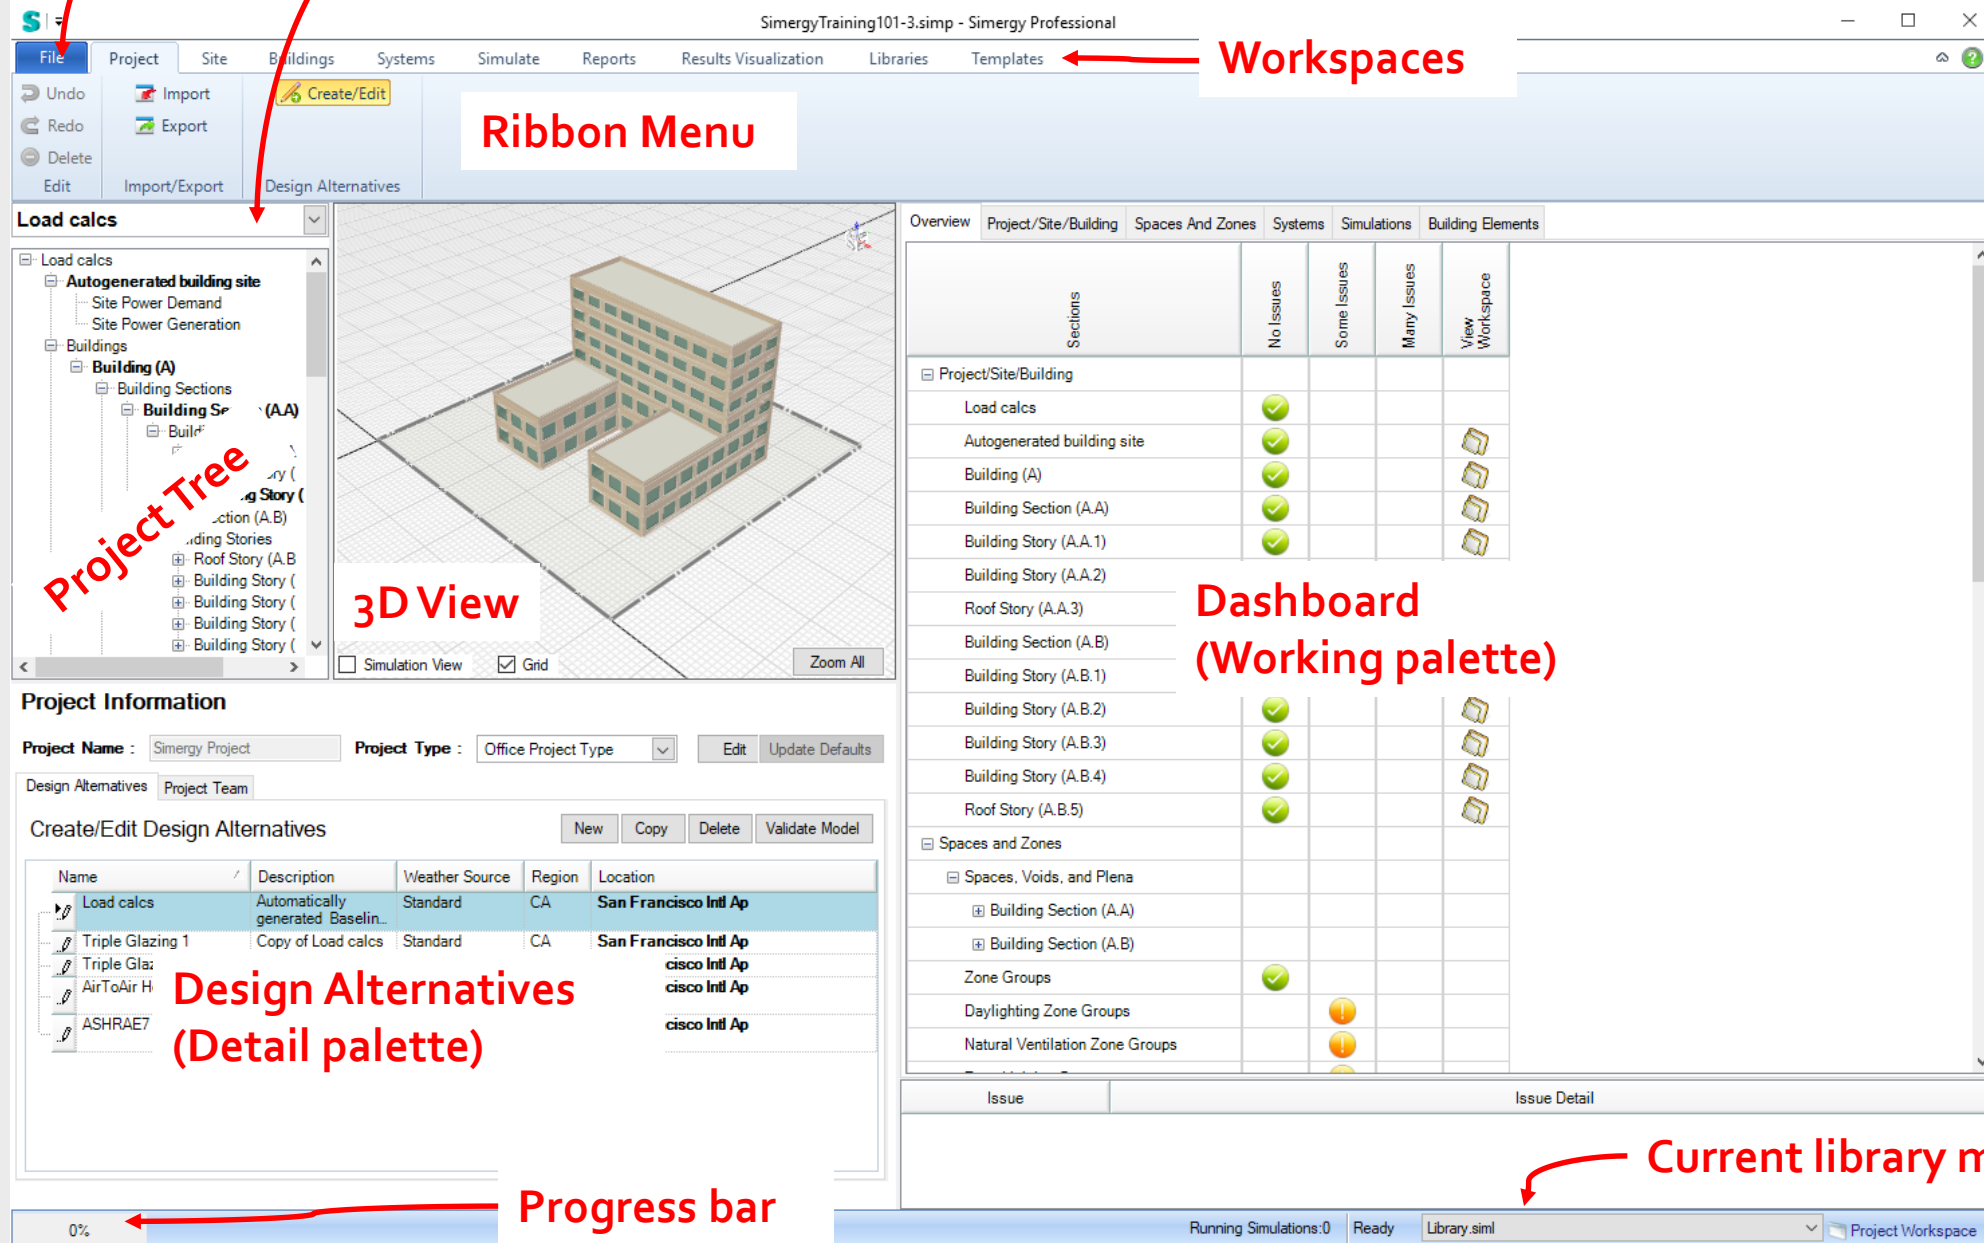 S
SimergyTraining101-3.simp - Simergy Professional
File Project Site Buildings Systems Simulate Reports Results Visualization Libraries Templates
Workspaces
Undo Import Create/Edit
Redo Export
Delete
Edit Import/Export Design Alternatives
Ribbon Menu
Load calcs
Load calcs
Autogenerated building site
Site Power Demand
Site Power Generation
Buildings
Building (A)
Building Sections
Building (A.A)
Story (
(A.B)
Stories
Roof Story (A.B
Building Story (
Building Story (
Building Story (
Building Story (
Project Tree
3D View
Simulation View Grid Zoom All
Overview Project/Site/Building Spaces And Zones Systems Simulations Building Elements
Sections No Issues Some Issues Many Issues View Workspace
Project/Site/Building
Load calcs
Autogenerated building site
Building (A)
Building Section (A.A)
Building Story (A.A.1)
Building Story (A.A.2)
Roof Story (A.A.3)
Building Section (A.B)
Building Story (A.B.1)
Building Story (A.B.2)
Building Story (A.B.3)
Building Story (A.B.4)
Roof Story (A.B.5)
Spaces and Zones
Spaces, Voids, and Plena
Building Section (A.A)
Building Section (A.B)
Zone Groups
Daylighting Zone Groups
Natural Ventilation Zone Groups
Dashboard
(Working palette)
Issue Issue Detail
Project Information
Project Name : Simergy Project Project Type : Office Project Type Edit Update Defaults
Design Alternatives Project Team
Create/Edit Design Alternatives New Copy Delete Validate Model
Name Description Weather Source Region Location
Load calcs Automatically generated Baselin... Standard CA San Francisco Intl Ap
Triple Glazing 1 Copy of Load calcs Standard CA San Francisco Intl Ap
Triple cisco Intl Ap
AirToAir cisco Intl Ap
ASHRAE7 cisco Intl Ap
Design Alternatives
(Detail palette)
Current library
Progress bar
0% Running Simulations:0 Ready Library.siml Project Workspace